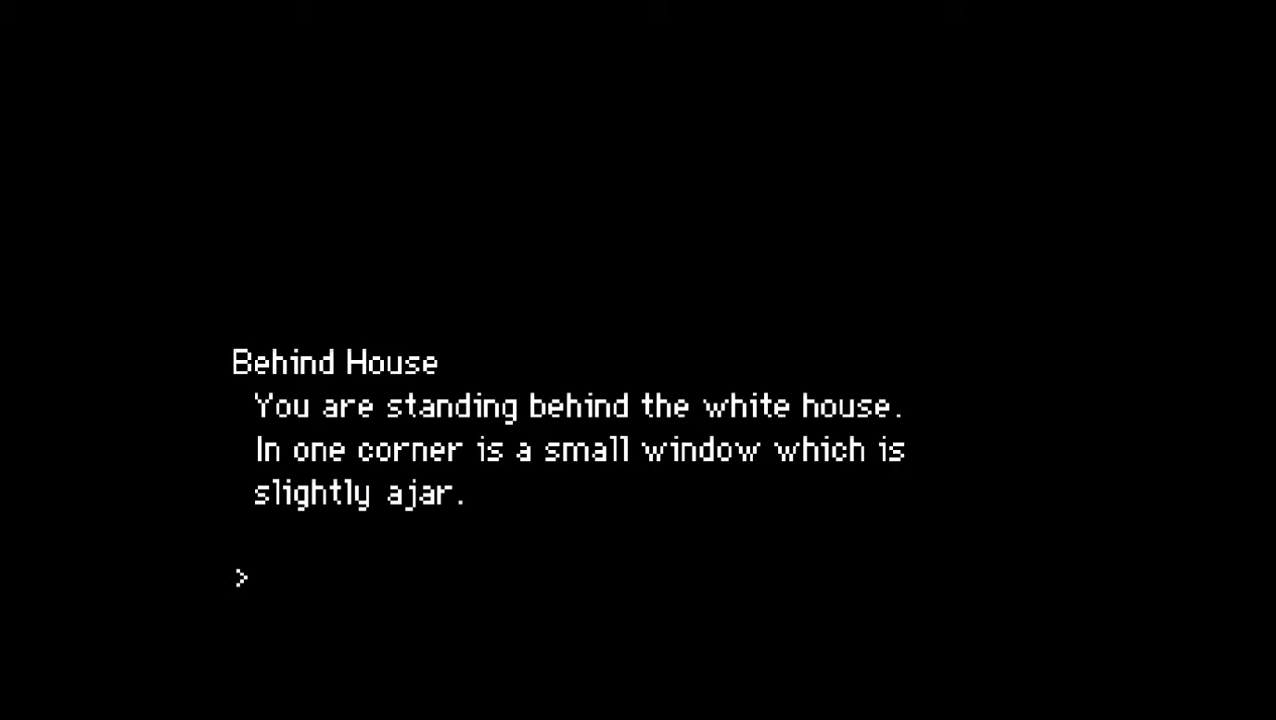 Behind House
You are standing behind the white house.
In one corner is a small window which is
slightly ajar.
>